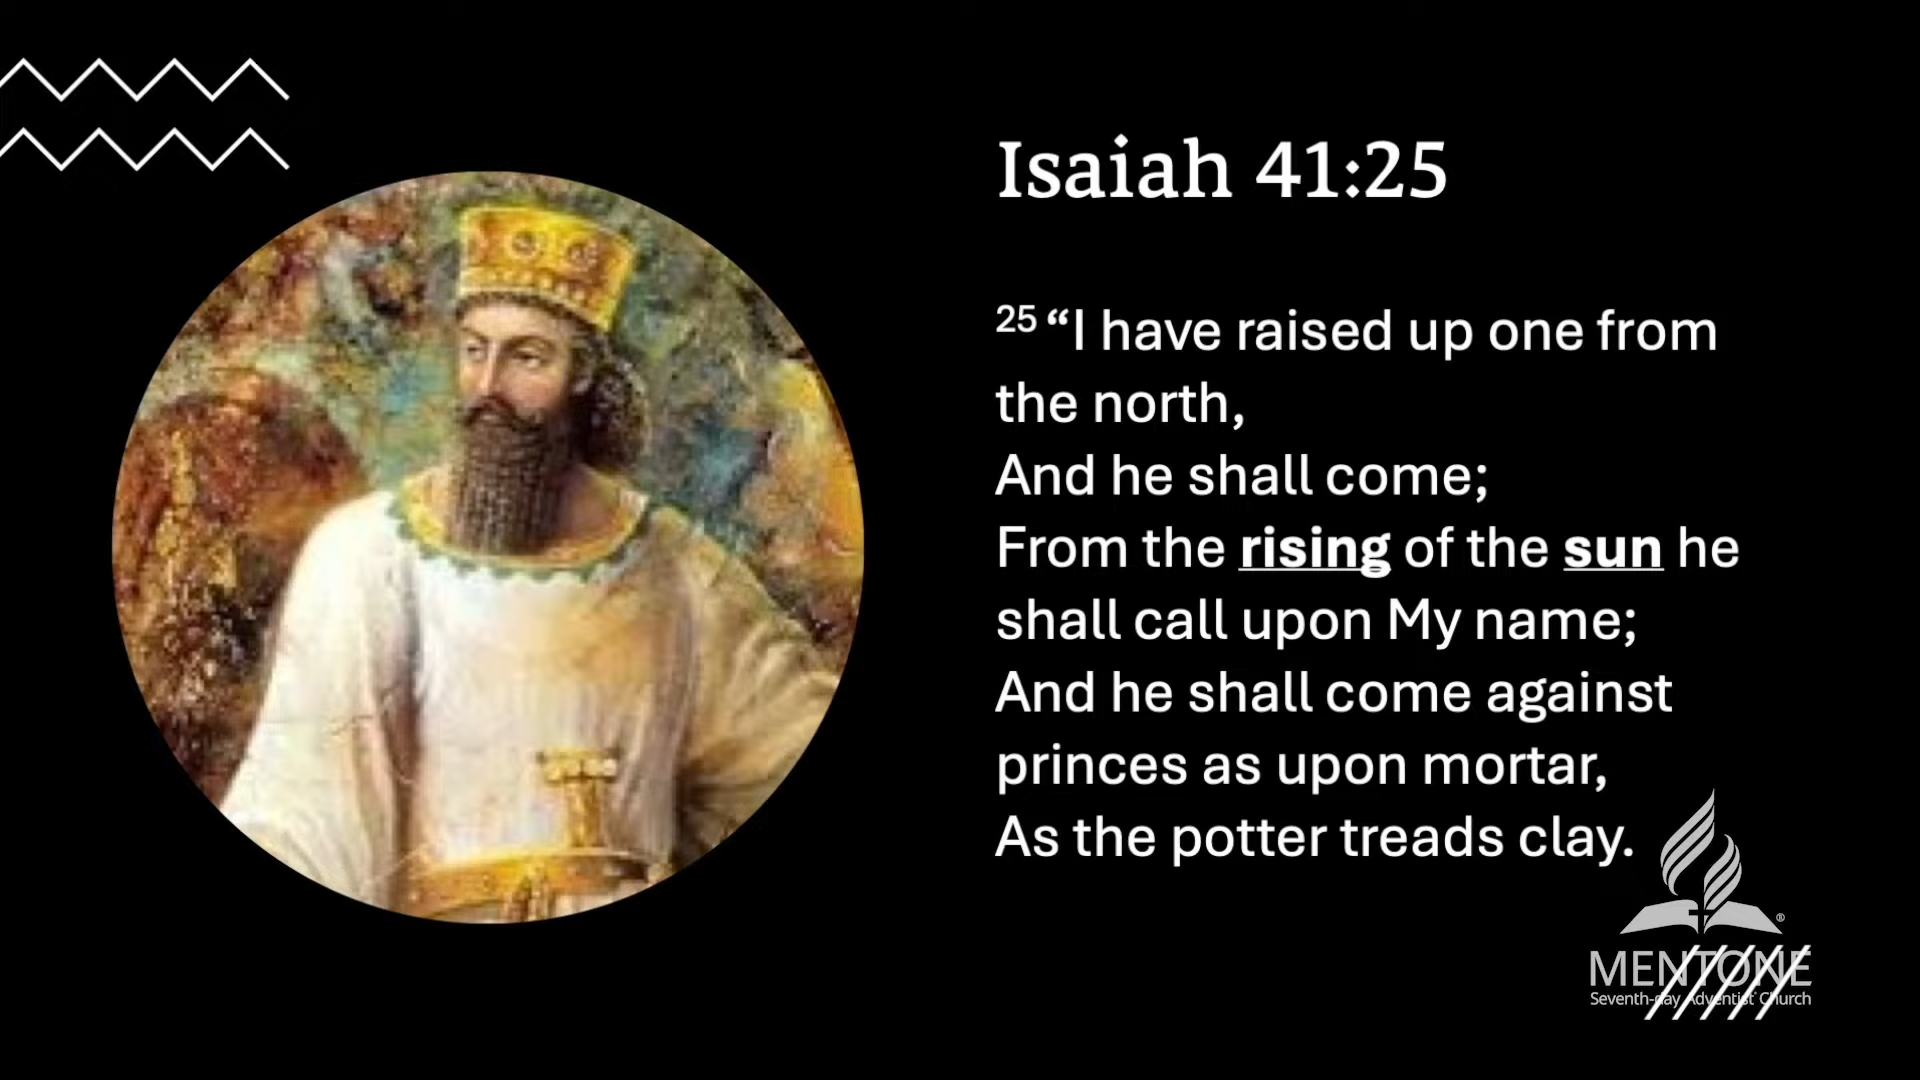 Isaiah 41:25
25 “I have raised up one from
the north,
And he shall come;
From the rising of the sun he
shall call upon My name;
And he shall come against
princes as upon mortar,
As the potter treads clay.
®
MENTONE
Seventh-day Adventist Church